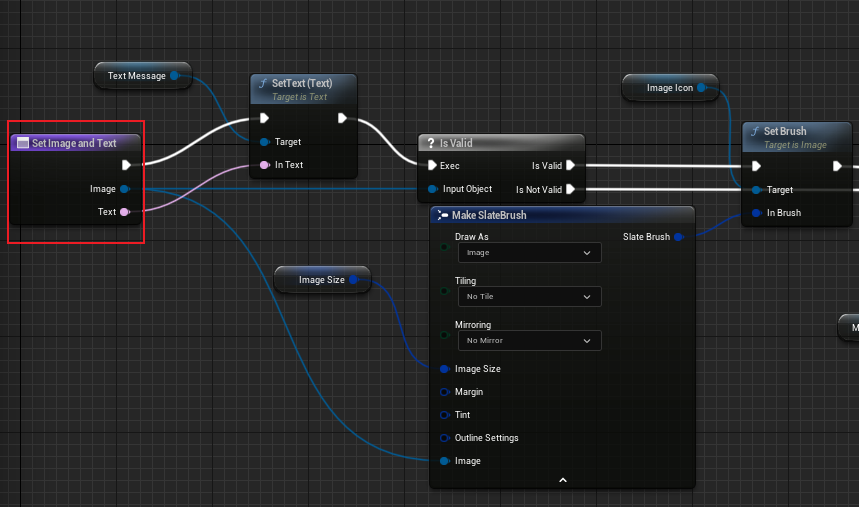 Text Message
SetText (Text)
Target is Text
Target
In Text
Set Image and Text
Image
Text
? Is Valid
Exec
Is Valid
Input Object
Is Not Valid
Image Icon
Set Brush
Target is Image
Target
In Brush
Make SlateBrush
Draw As
Image
Slate Brush
Tiling
No Tile
Mirroring
No Mirror
Image Size
Margin
Tint
Outline Settings
Image
Image Size
M